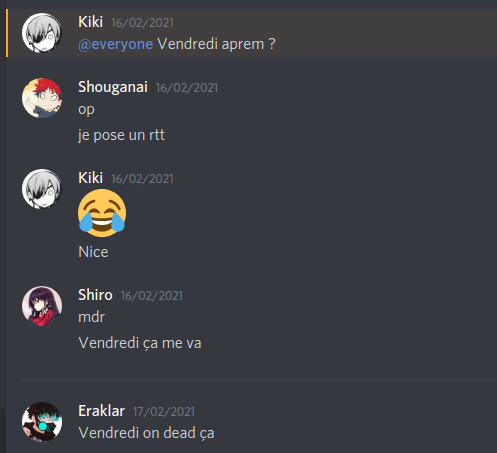 Kiki 16/02/2021
@everyone Vendredi aprem ?
Shouganai 16/02/2021
op
je pose un rtt
Kiki 16/02/2021
Nice
Shiro 16/02/2021
mdr
Vendredi ça me va
Eraklar 17/02/2021
Vendredi on dead ça